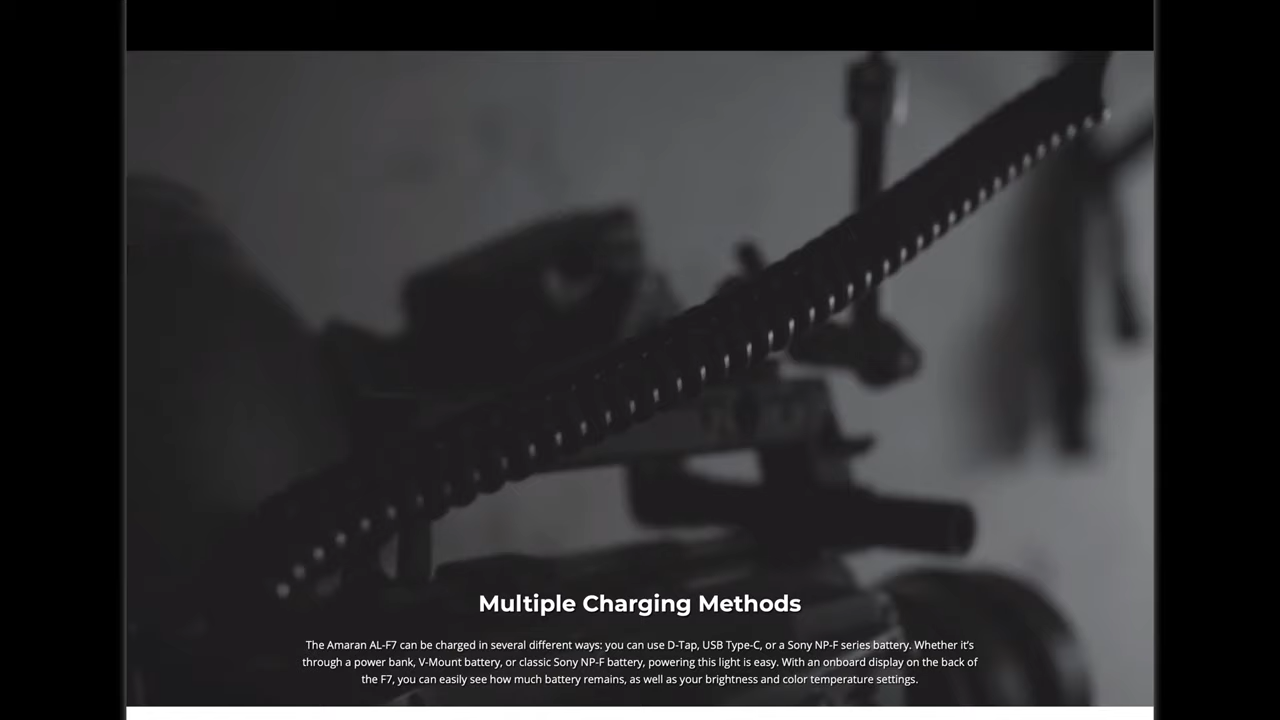 Multiple Charging Methods
The Amaran AL-F7 can be charged in several different ways: you can use D-Tap, USB Type-C, or a Sony NP-F series battery. Whether it's
through a power bank, V-Mount battery, or classic Sony NP-F battery, powering this light is easy. With an onboard display on the back of
the F7, you can easily see how much battery remains, as well as your brightness and color temperature settings.